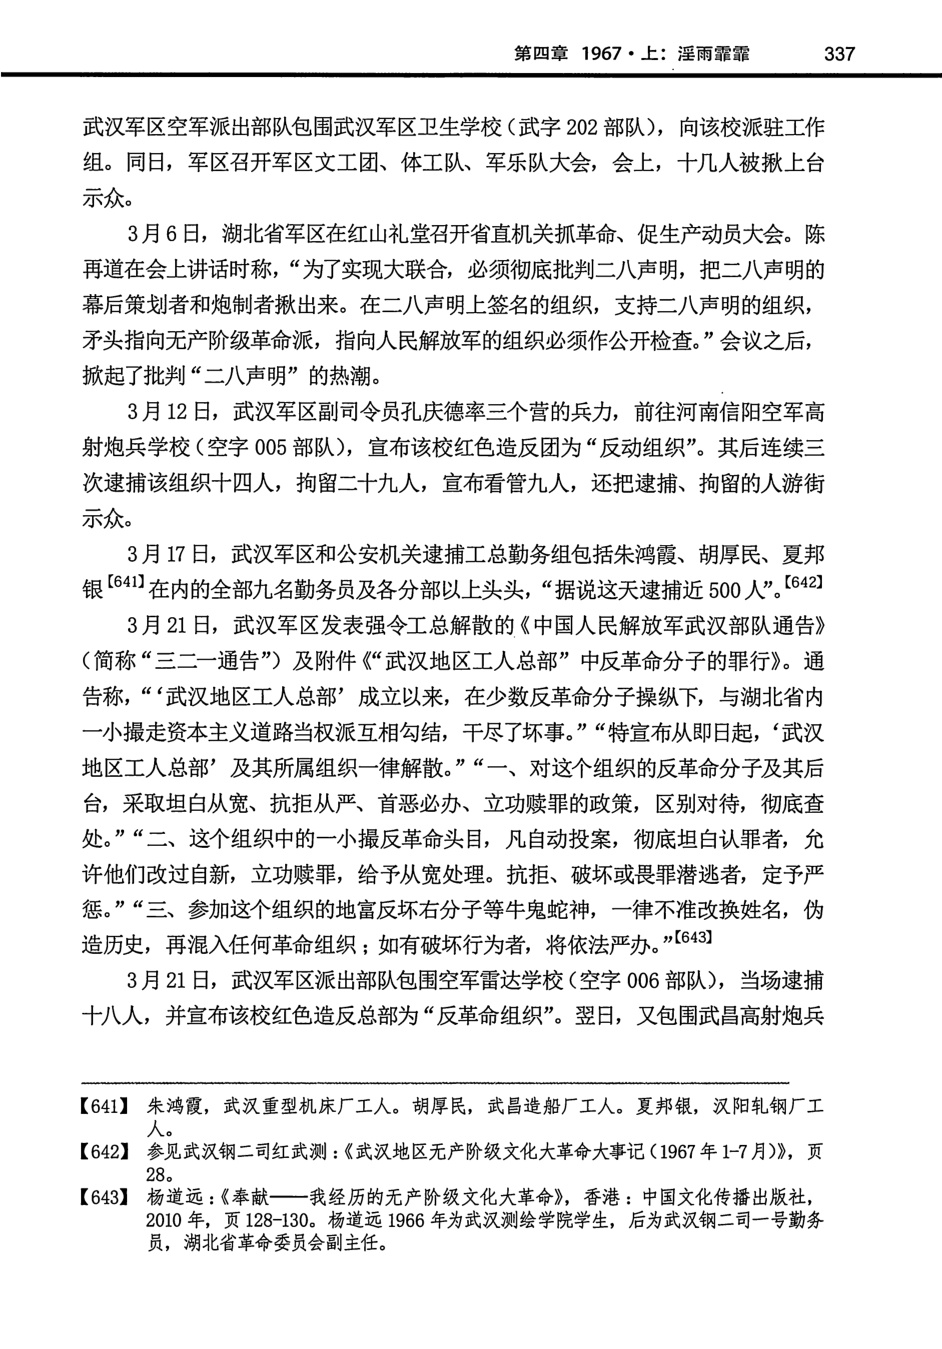 第四章 1967·上：淫雨霏霏 337
武汉军区空军派出部队包围武汉军区卫生学校（武字 202 部队），向该校派驻工作
组。同日，军区召开军区文工团、体工队、军乐队大会，会上，十几人被揪上台
示众。
3 月 6 日，湖北省军区在红山礼堂召开省直机关抓革命、促生产动员大会。陈
再道在会上讲话时称，“为了实现大联合，必须彻底批判二八声明，把二八声明的
幕后策划者和炮制者揪出来。在二八声明上签名的组织，支持二八声明的组织，
矛头指向无产阶级革命派，指向人民解放军的组织必须作公开检查。”会议之后，
掀起了批判“二八声明”的热潮。
3 月 12 日，武汉军区副司令员孔庆德率三个营的兵力，前往河南信阳空军高
射炮兵学校（空字 005 部队），宣布该校红色造反团为“反动组织”。其后连续三
次逮捕该组织十四人，拘留二十九人，宣布看管九人，还把逮捕、拘留的人游街
示众。
3 月 17 日，武汉军区和公安机关逮捕工总勤务组包括朱鸿霞、胡厚民、夏邦
银【641】在内的全部九名勤务员及各分部以上头头，“据说这天逮捕近 500 人”。【642】
3 月 21 日，武汉军区发表强令工总解散的《中国人民解放军武汉部队通告》
（简称“三二一通告”）及附件《“武汉地区工人总部”中反革命分子的罪行》。通
告称，“‘武汉地区工人总部’成立以来，在少数反革命分子操纵下，与湖北省内
一小撮走资本主义道路当权派互相勾结，干尽了坏事。”“特宣布从即日起，‘武汉
地区工人总部’及其所属组织一律解散。”“一、对这个组织的反革命分子及其后
台，采取坦白从宽、抗拒从严、首恶必办、立功赎罪的政策，区别对待，彻底查
处。”“二、这个组织中的一小撮反革命头目，凡自动投案，彻底坦白认罪者，允
许他们改过自新，立功赎罪，给予从宽处理。抗拒、破坏或畏罪潜逃者，定予严
惩。”“三、参加这个组织的地富反坏右分子等牛鬼蛇神，一律不准改换姓名，伪
造历史，再混入任何革命组织；如有破坏行为者，将依法严办。”【643】
3 月 21 日，武汉军区派出部队包围空军雷达学校（空字 006 部队），当场逮捕
十八人，并宣布该校红色造反总部为“反革命组织”。翌日，又包围武昌高射炮兵
【641】 朱鸿霞，武汉重型机床厂工人。胡厚民，武昌造船厂工人。夏邦银，汉阳轧钢厂工
人。
【642】 参见武汉钢二司红武测：《武汉地区无产阶级文化大革命大事记（1967 年 1-7 月）》，页
28。
【643】 杨道远：《奉献——我经历的无产阶级文化大革命》，香港：中国文化传播出版社，
2010 年，页 128-130。杨道远 1966 年为武汉测绘学院学生，后为武汉钢二司一号勤务
员，湖北省革命委员会副主任。